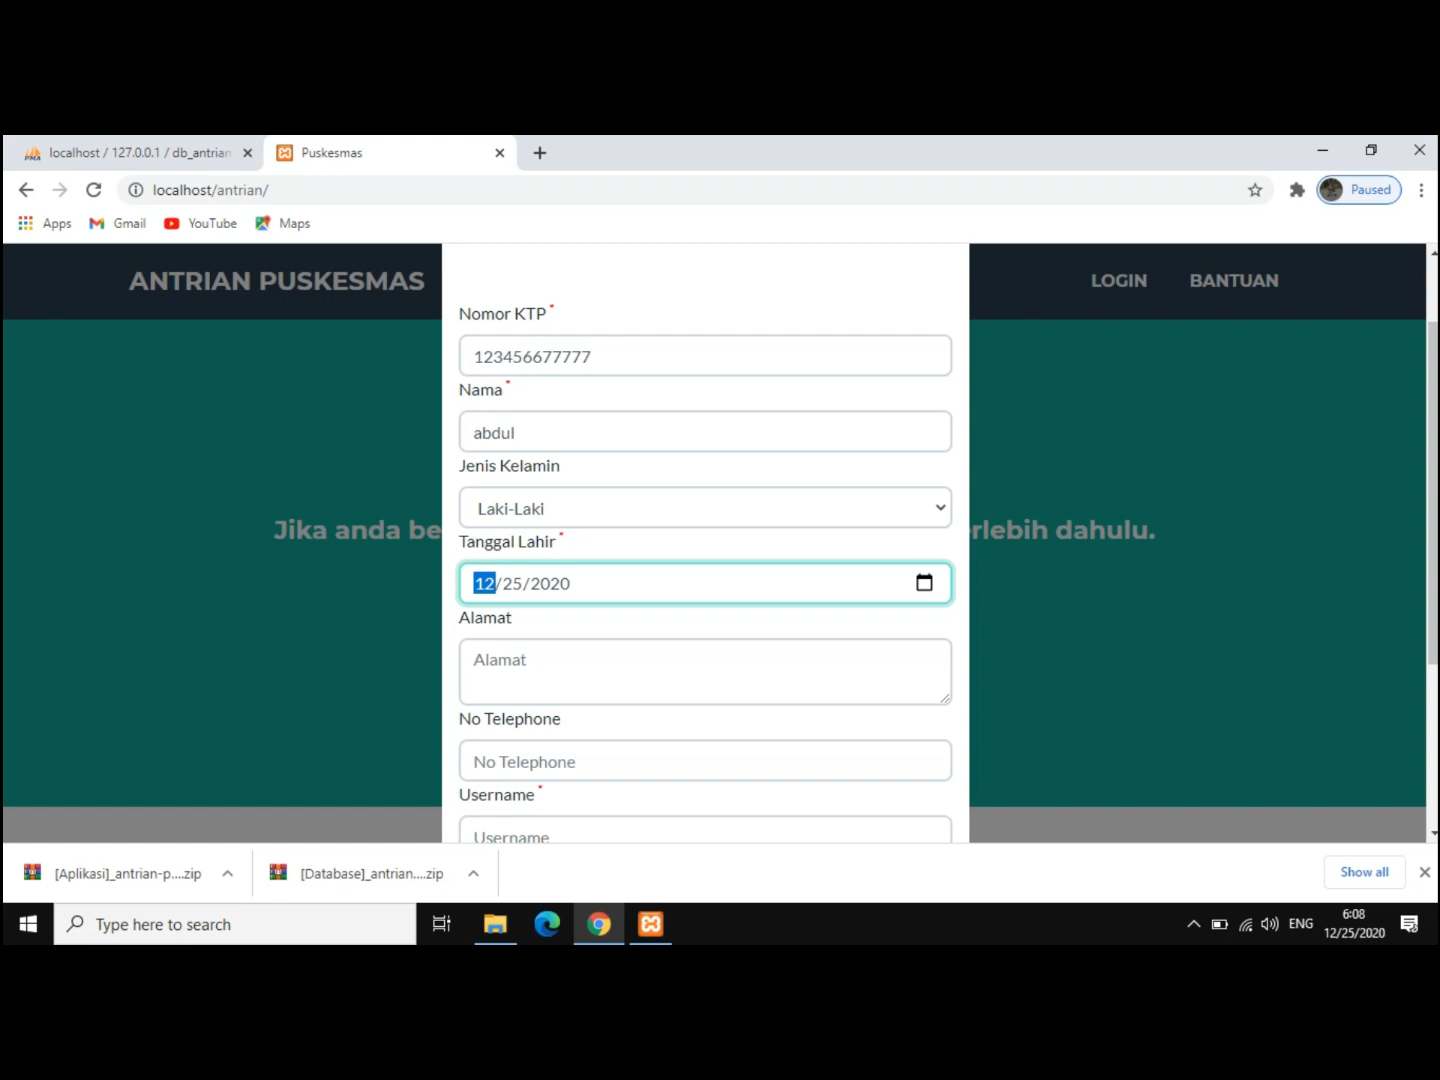 localhost / 127.0.0.1 / db_antrian
Puskesmas
localhost/antrian/
Paused
Apps
Gmail
YouTube
Maps
ANTRIAN PUSKESMAS
LOGIN
BANTUAN
Nomor KTP *
123456677777
Nama *
abdul
Jenis Kelamin
Laki-Laki
Jika anda be
rlebih dahulu.
Tanggal Lahir *
12/25/2020
Alamat
Alamat
No Telephone
No Telephone
Username *
Username
[Aplikasi]_antrian-p....zip
[Database]_antrian....zip
Show all
Type here to search
ENG
6:08
12/25/2020